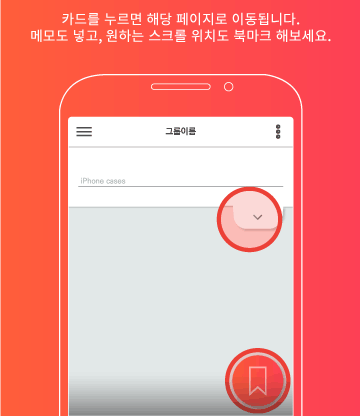 카드를 누르면 해당 페이지로 이동됩니다.
메모도 넣고, 원하는 스크롤 위치도 북마크 해보세요.
그룹이름
iPhone cases